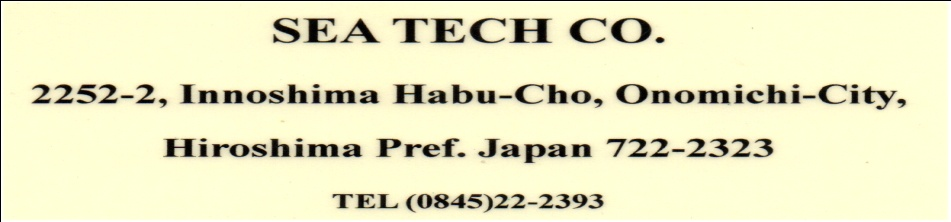 SEA TECH CO.
2252-2, Innoshima Habu-Cho, Onomichi-City,
Hiroshima Pref. Japan 722-2323
TEL (0845)22-2393